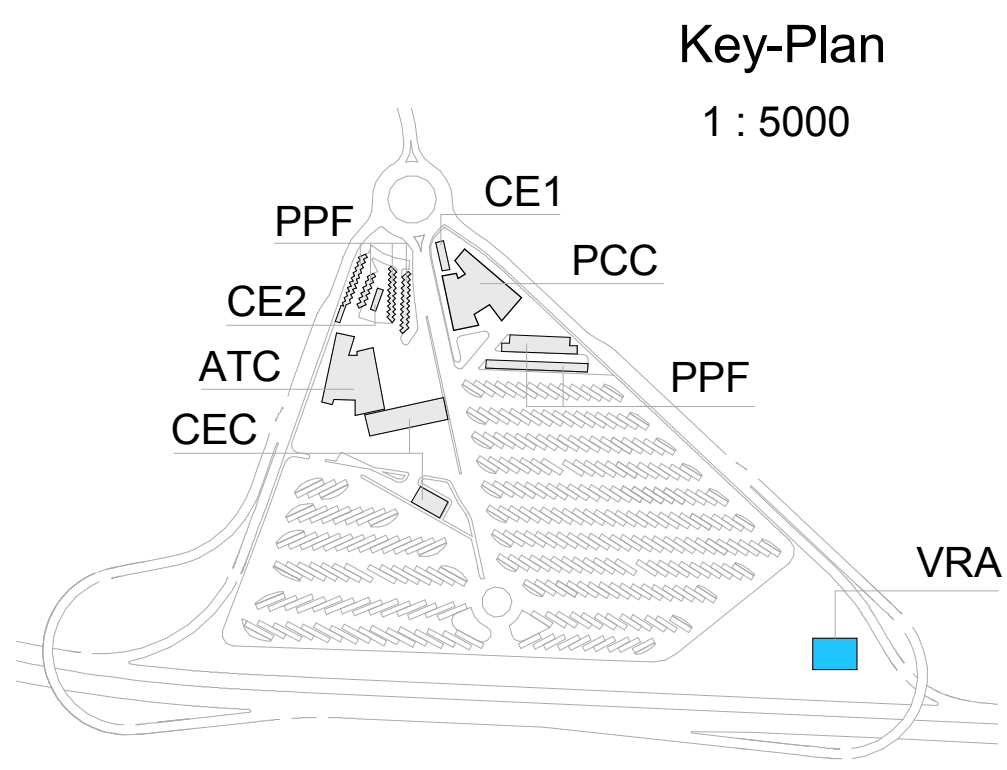 Key-Plan
1 : 5000
CE1
PPF
PCC
CE2
ATC
PPF
CEC
VRA